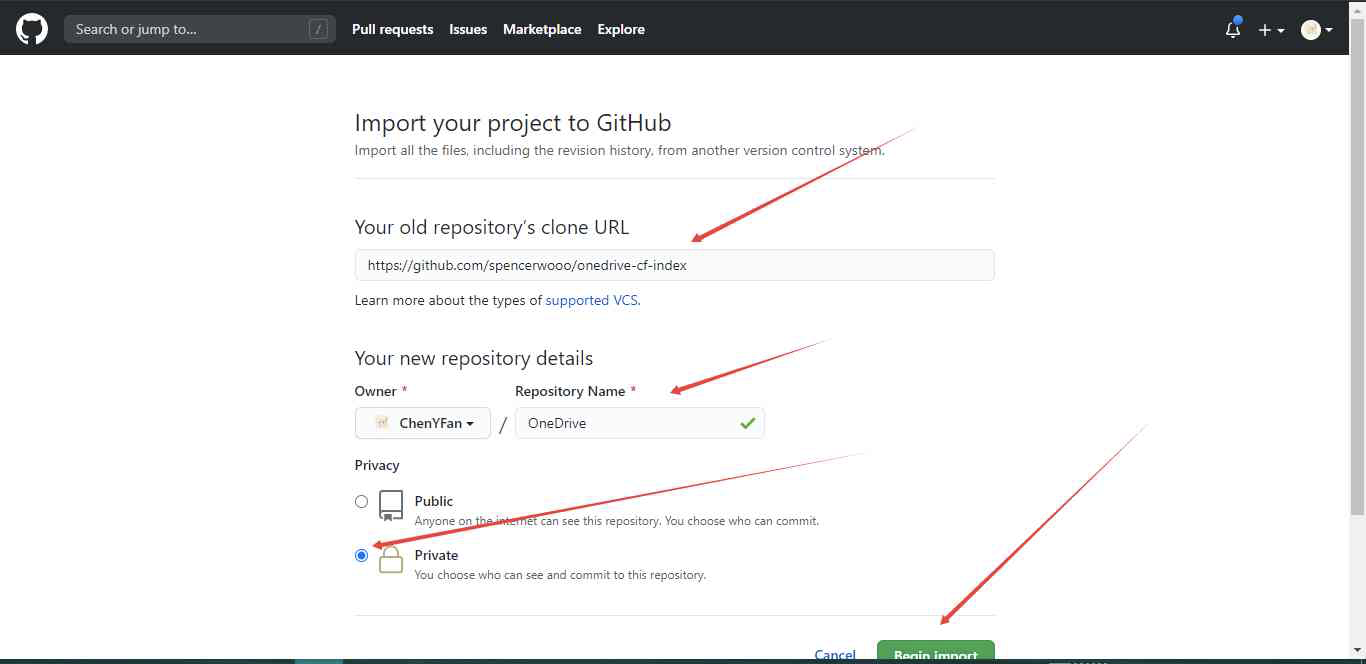 Search or jump to... /
Pull requests Issues Marketplace Explore
Import your project to GitHub
Import all the files, including the revision history, from another version control system.
Your old repository's clone URL
https://github.com/spencerwooo/onedrive-cf-index
Learn more about the types of supported VCS.
Your new repository details
Owner * Repository Name *
ChenYFan / OneDrive
Privacy
Public
Anyone on the internet can see this repository. You choose who can commit.
Private
You choose who can see and commit to this repository.
Cancel Begin import